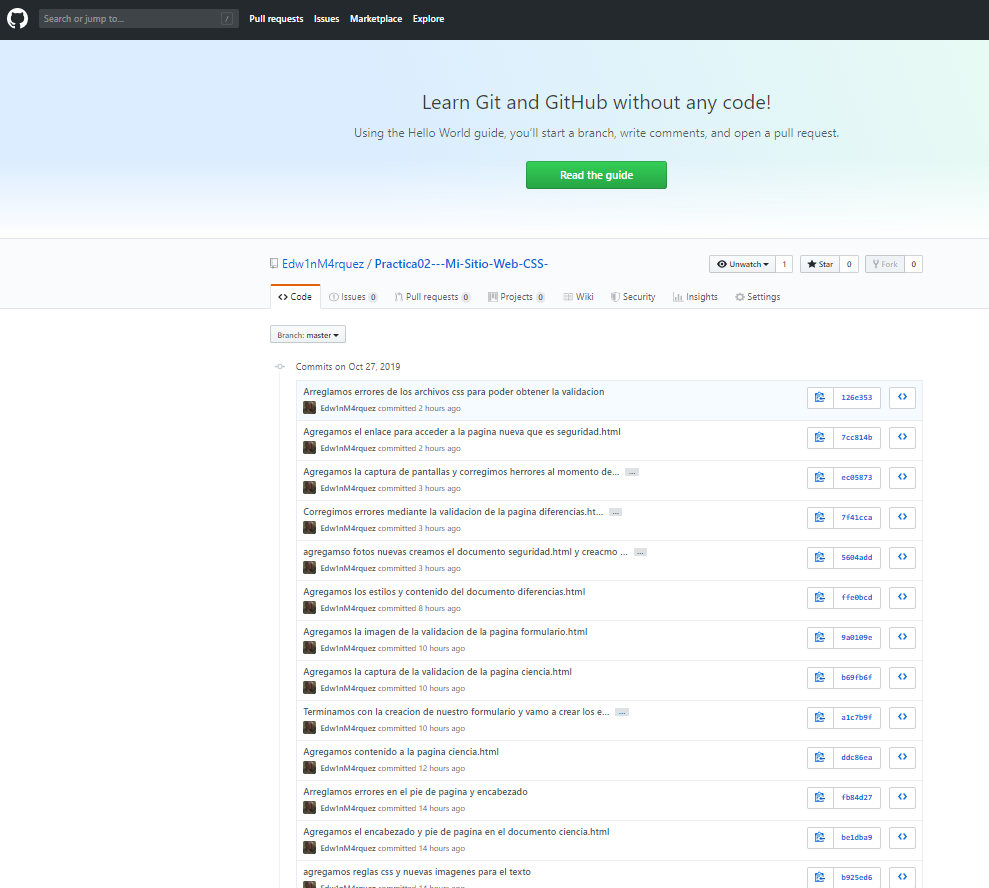 Search or jump to... /
Pull requests Issues Marketplace Explore
Learn Git and GitHub without any code!
Using the Hello World guide, you'll start a branch, write comments, and open a pull request.
Read the guide
Edw1nM4rquez / Practica02---Mi-Sitio-Web-CSS-
Unwatch 1 Star 0 Fork 0
Code Issues 0 Pull requests 0 Projects 0 Wiki Security Insights Settings
Branch: master
Commits on Oct 27, 2019
Arreglamos errores de los archivos css para poder obtener la validacion
Edw1nM4rquez committed 2 hours ago
126e353
Agregamos el enlace para acceder a la pagina nueva que es seguridad.html
Edw1nM4rquez committed 2 hours ago
7cc814b
Agregamos la captura de pantallas y corregimos herrores al momento de... …
Edw1nM4rquez committed 3 hours ago
ec05873
Corregimos errores mediante la validacion de la pagina diferencias.ht... …
Edw1nM4rquez committed 3 hours ago
7f41cca
agregamso fotos nuevas creamos el documento seguridad.html y creacmo ... …
Edw1nM4rquez committed 3 hours ago
5604add
Agregamos los estilos y contenido del documento diferencias.html
Edw1nM4rquez committed 8 hours ago
ffe0bcd
Agregamos la imagen de la validacion de la pagina formulario.html
Edw1nM4rquez committed 10 hours ago
9a0109e
Agregamos la captura de la validacion de la pagina ciencia.html
Edw1nM4rquez committed 10 hours ago
b69fb6f
Terminamos con la creacion de nuestro formulario y vamo a crear los e... …
Edw1nM4rquez committed 10 hours ago
a1c7b9f
Agregamos contenido a la pagina ciencia.html
Edw1nM4rquez committed 12 hours ago
ddc86ea
Arreglamos errores en el pie de pagina y encabezado
Edw1nM4rquez committed 14 hours ago
fb84d27
Agregamos el encabezado y pie de pagina en el documento ciencia.html
Edw1nM4rquez committed 14 hours ago
be1dba9
agregamos reglas css y nuevas imagenes para el texto
Edw1nM4rquez committed 14 hours ago
b925ed6